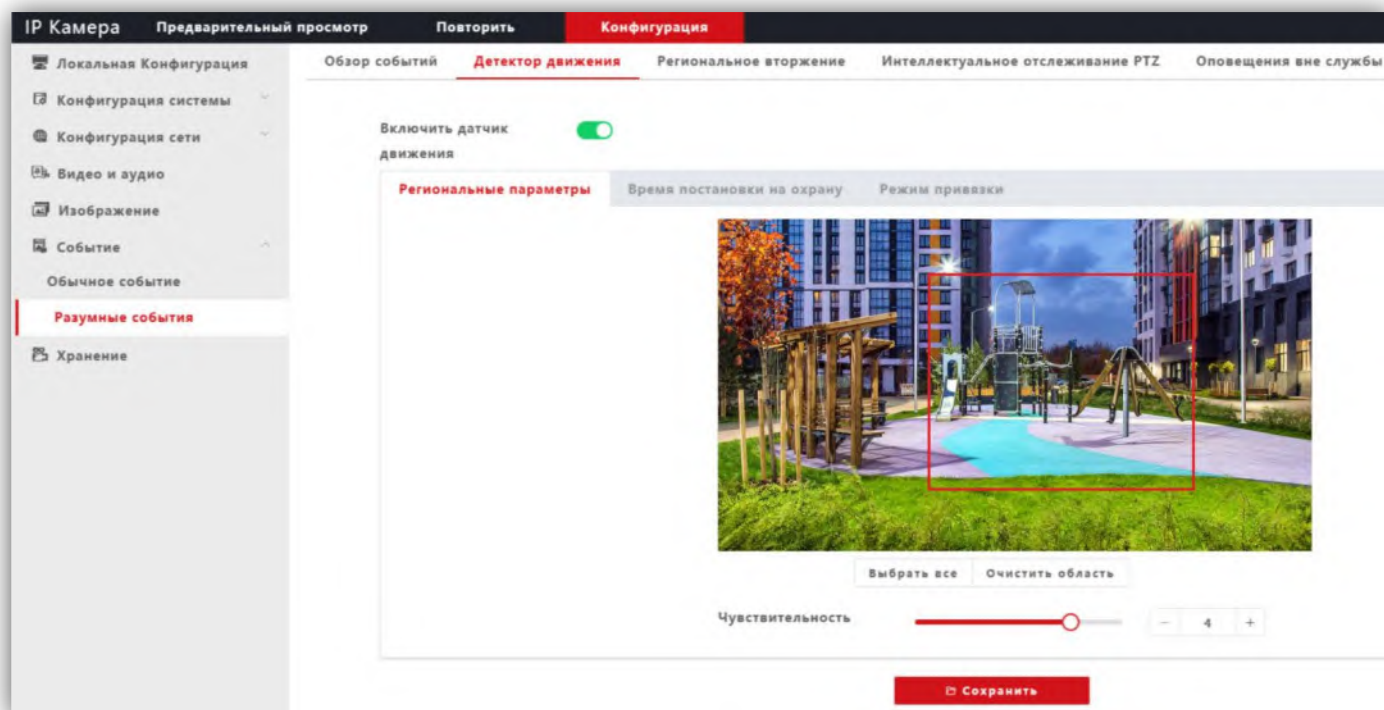 IP Камера Предварительный просмотр Повторить Конфигурация
Локальная Конфигурация
Конфигурация системы
Конфигурация сети
Видео и аудио
Изображение
Событие
Обычное событие
Разумные события
Хранение
Обзор событий Детектор движения Региональное вторжение Интеллектуальное отслеживание PTZ Оповещения вне службы
Включить датчик
движения
Региональные параметры Время постановки на охрану Режим привязки
Выбрать все Очистить область
Чувствительность − 4 +
Сохранить